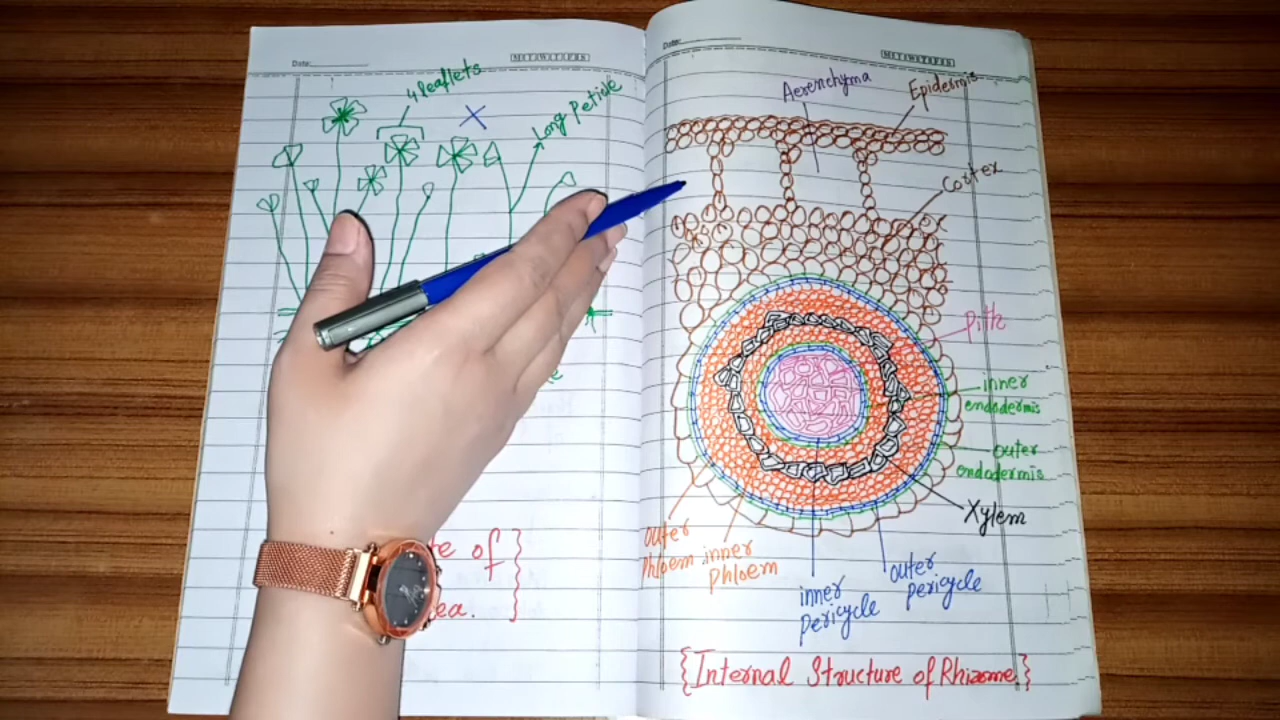 Date:
M T W T F S S
4 leaflets
Long Petiole
te of
ea.
Date:
M T W T F S S
Aerenchyma
Epidermis
Cortex
Pith
inner
endodermis
outer
endodermis
Xylem
outer
Phloem
inner
Phloem
inner
Pericycle
outer
pericycle
{Internal Structure of Rhizome.}